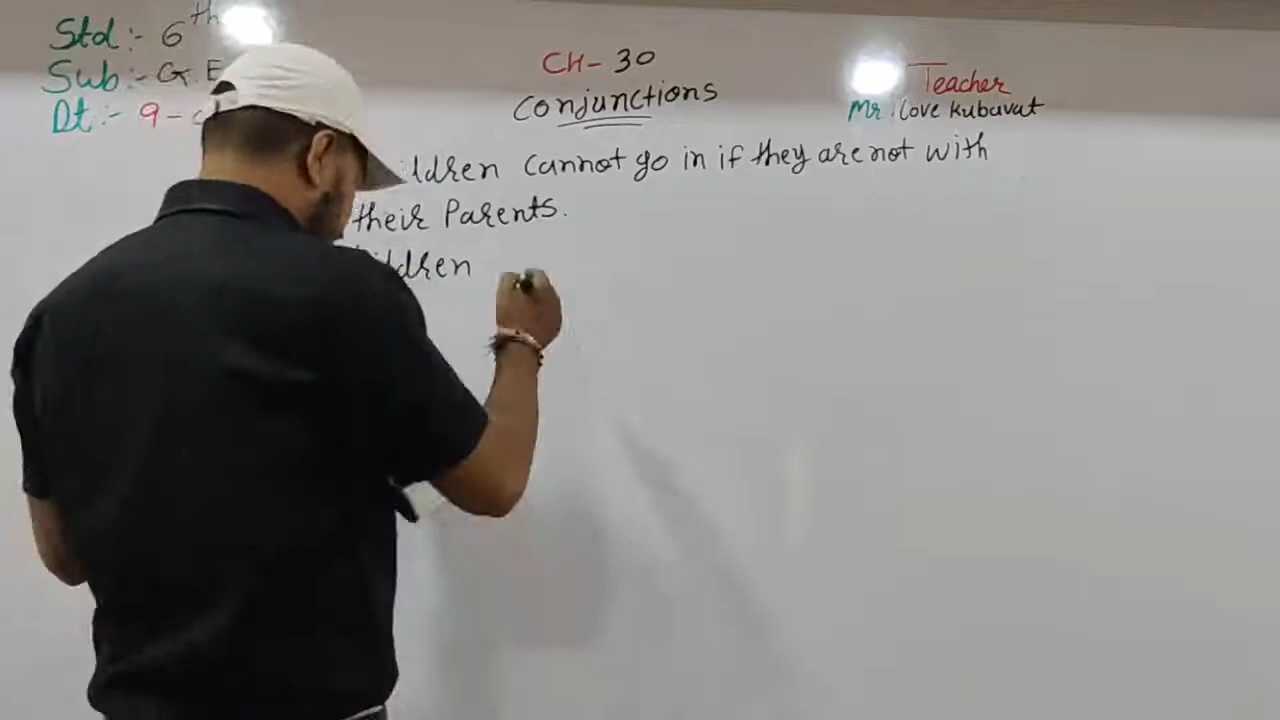 Std :- 6th
Sub :- G. E
Dt :- 9 -
CH- 30
Conjunctions
Teacher
Mr. Love Kubavat
ldren cannot go in if they are not with
their Parents.
ildren